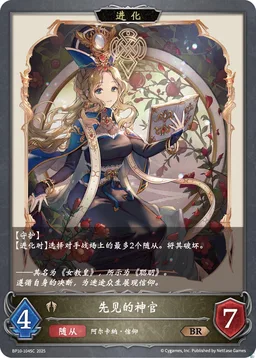 进化
【守护】
【进化时】选择对手战场上的最多2个随从。将其破坏。
——其名为《女教皇》，所示为《聪明》。
遵循自身的决断，为迷途众生展现信仰。
先见的神官
4
7
随从
阿尔卡纳·信仰
BR
EP10-104SC 2025
© Cygames, Inc. Published by NetEase Games